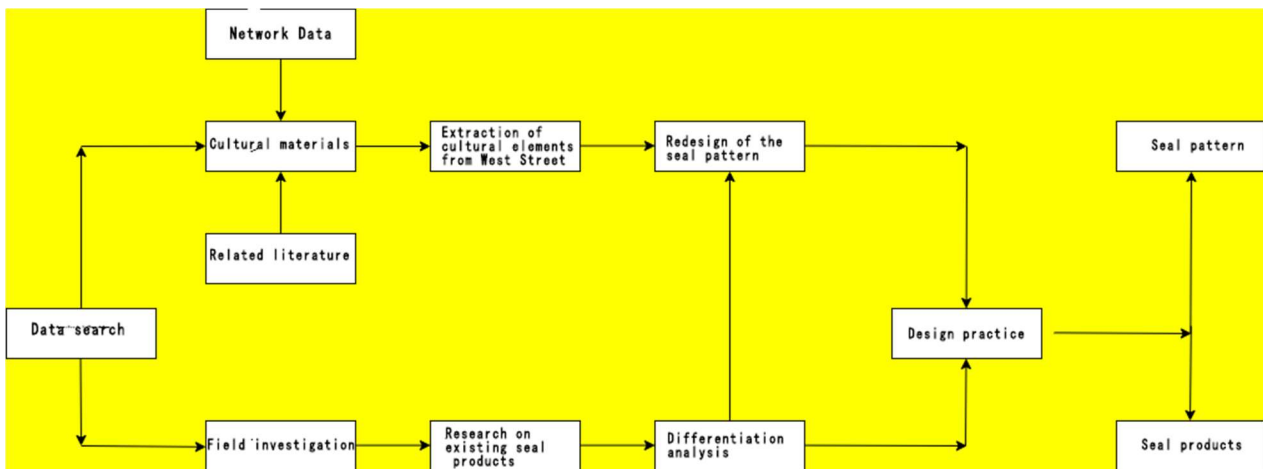 Network Data
Cultural materials
Extraction of
cultural elements
from West Street
Redesign of the
seal pattern
Seal pattern
Related literature
Data search
Design practice
Field investigation
Research on
existing seal
products
Differentiation
analysis
Seal products